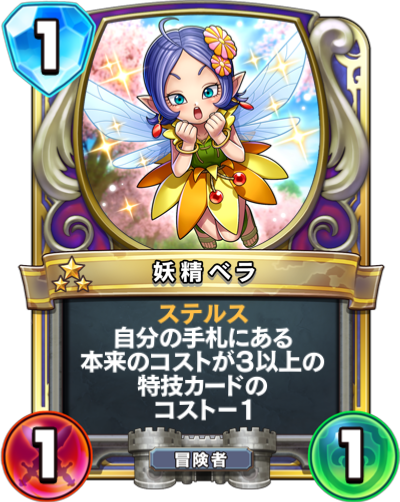 1
妖精ベラ
ステルス
自分の手札にある
本来のコストが3以上の
特技カードの
コスト−1
1
冒険者
1